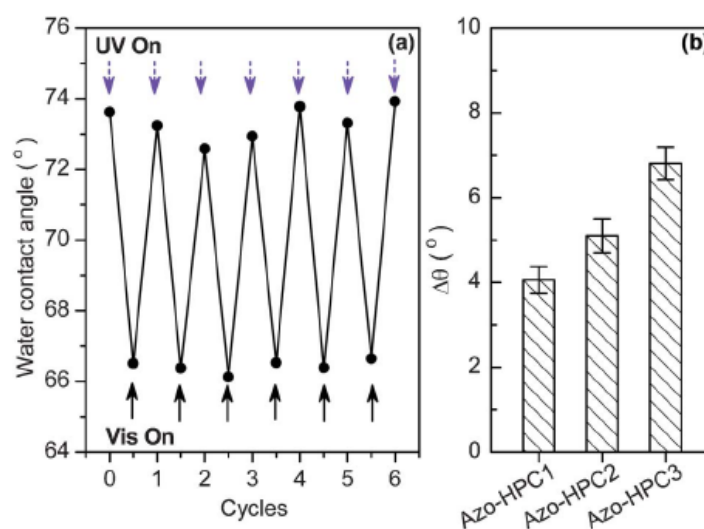 UV On
(a)
76
74
72
70
68
66
64
Water contact angle ( ° )
Vis On
0 1 2 3 4 5 6
Cycles
(b)
10
8
6
4
2
0
Δθ ( ° )
Azo-HPC1
Azo-HPC2
Azo-HPC3